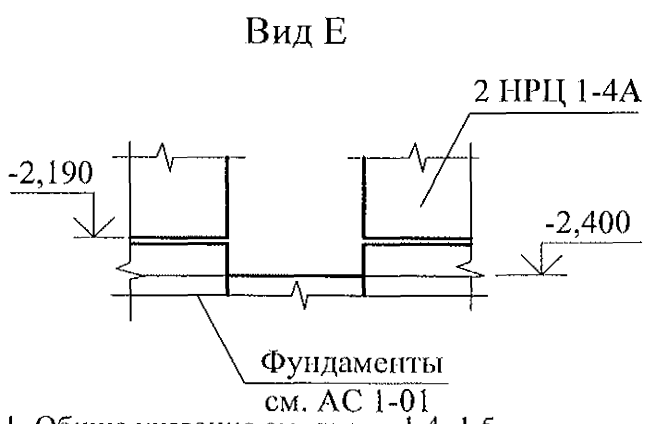 Вид Е
2 НРЦ 1-4А
-2,190
-2,400
Фундаменты
см. АС 1-01